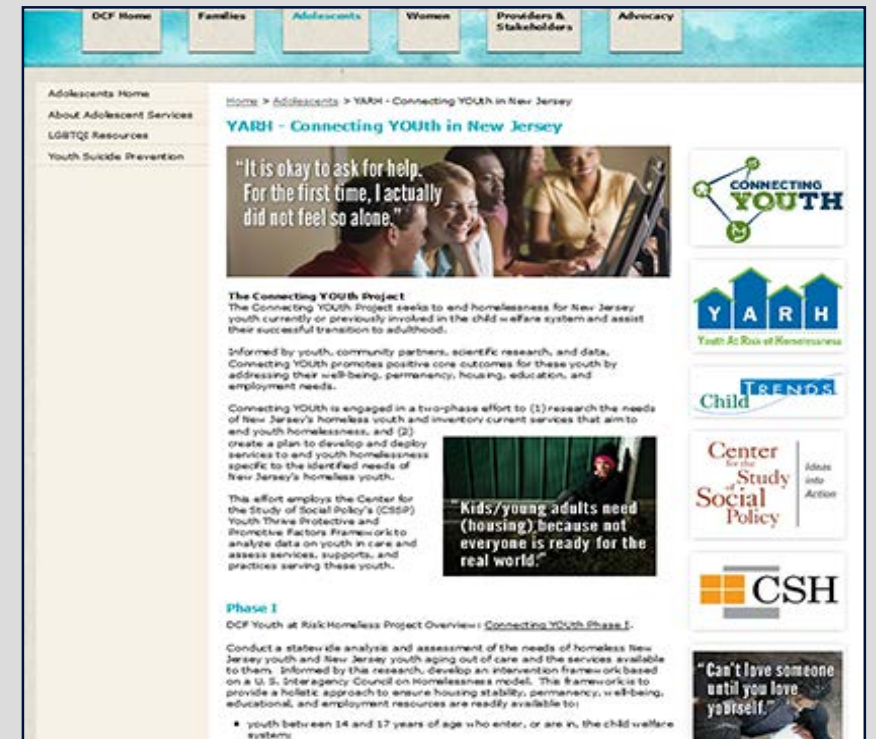 DCF Home
Families
Adolescents
Women
Providers &
Stakeholders
Advocacy
Adolescents Home
About Adolescent Services
LGBTQI Resources
Youth Suicide Prevention
Home > Adolescents > YARH - Connecting YOUth in New Jersey
YARH - Connecting YOUth in New Jersey
"It is okay to ask for help.
For the first time, I actually
did not feel so alone."
The Connecting YOUth Project
The Connecting YOUth Project seeks to end homelessness for New Jersey
youth currently or previously involved in the child welfare system and assist
their successful transition to adulthood.
Informed by youth, community partners, scientific research, and data,
Connecting YOUth promotes positive core outcomes for these youth by
addressing their well-being, permanency, housing, education, and
employment needs.
Connecting YOUth is engaged in a two-phase effort to (1) research the needs
of New Jersey's homeless youth and inventory current services that aim to
end youth homelessness, and (2)
create a plan to develop and deploy
services to end youth homelessness
specific to the identified needs of
New Jersey's homeless youth.
This effort employs the Center for
the Study of Social Policy's (CSSP)
Youth Thrive Protective and
Promotive Factors Framework to
analyze data on youth in care and
assess services, supports, and
practices serving these youth.
"Kids/young adults need
(housing) because not
everyone is ready for the
real world."
Phase I
DCF Youth at Risk Homeless Project Overview: Connecting YOUth Phase I.
Conduct a statewide analysis and assessment of the needs of homeless New
Jersey youth and New Jersey youth aging out of care and the services available
to them. Informed by this research, develop an intervention framework based
on a U. S. Interagency Council on Homelessness model. This framework is to
provide a holistic approach to ensure housing stability, permanency, well-being,
educational, and employment resources are readily available to:
• youth between 14 and 17 years of age who enter, or are in, the child welfare
system;
CONNECTING
YOUTH
YARH
Youth At Risk of Homelessness
Child TRENDS
Center
for the
Study
of
Social
Policy
Ideas
into
Action
CSH
"Can't love someone
until you love
yourself."